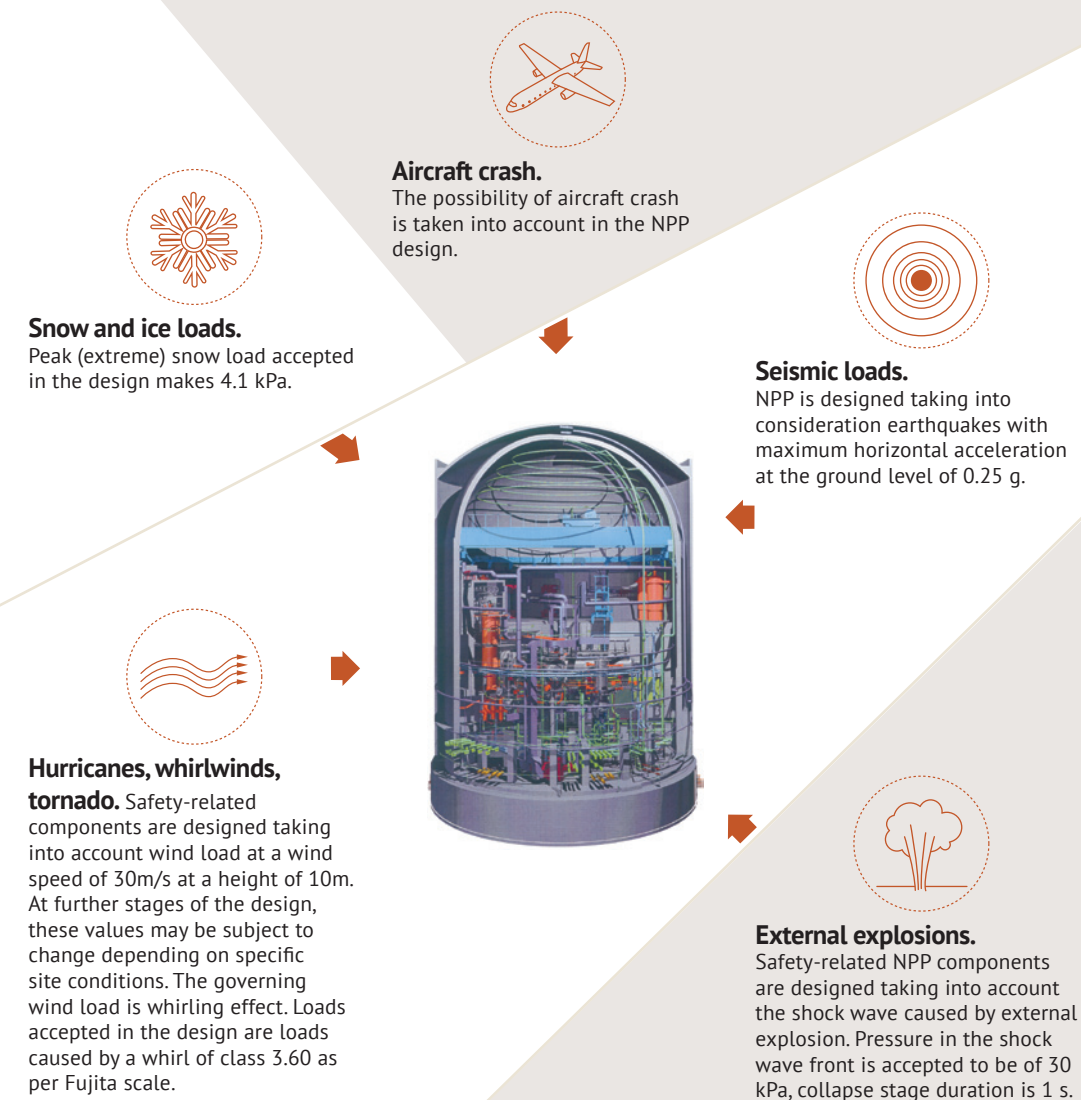 Aircraft crash.
The possibility of aircraft crash
is taken into account in the NPP
design.
Snow and ice loads.
Peak (extreme) snow load accepted
in the design makes 4.1 kPa.
Seismic loads.
NPP is designed taking into
consideration earthquakes with
maximum horizontal acceleration
at the ground level of 0.25 g.
Hurricanes, whirlwinds,
tornado. Safety-related
components are designed taking
into account wind load at a wind
speed of 30m/s at a height of 10m.
At further stages of the design,
these values may be subject to
change depending on specific
site conditions. The governing
wind load is whirling effect. Loads
accepted in the design are loads
caused by a whirl of class 3.60 as
per Fujita scale.
External explosions.
Safety-related NPP components
are designed taking into account
the shock wave caused by external
explosion. Pressure in the shock
wave front is accepted to be of 30
kPa, collapse stage duration is 1 s.